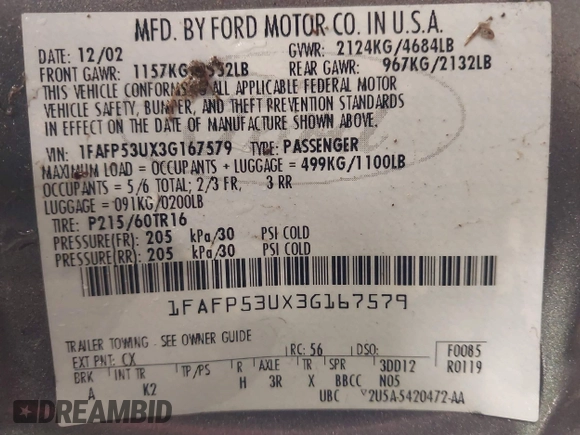 MFD. BY FORD MOTOR CO. IN U.S.A.
DATE: 12/02 GVWR: 2124KG/4684LB
FRONT GAWR: 1157KG 32LB REAR GAWR: 967KG/2132LB
THIS VEHICLE CONFORMS TO ALL APPLICABLE FEDERAL MOTOR
VEHICLE SAFETY, BUMPER, AND THEFT PREVENTION STANDARDS
IN EFFECT ON THE DATE OF MANUFACTURE SHOWN ABOVE.
VIN: 1FAFP53UX3G167579 TYPE: PASSENGER
MAXIMUM LOAD = OCCUPANTS + LUGGAGE = 499KG/1100LB
OCCUPANTS = 5/6 TOTAL; 2/3 FR, 3 RR
LUGGAGE = 091KG/0200LB
TIRE: P215/60TR16
PRESSURE(FR): 205 kPa/30 PSI COLD
PRESSURE(RR): 205 kPa/30 PSI COLD
1FAFP53UX3G167579
TRAILER TOWING - SEE OWNER GUIDE
EXT PNT: CX RC: 56 DSO: F0085
BRK INT TR TP/PS R AXLE TR SPR 3DD12 R0119
A K2 H 3R X BBCC N05
UBC Y2U5A-5420472-AA
DREAMBID